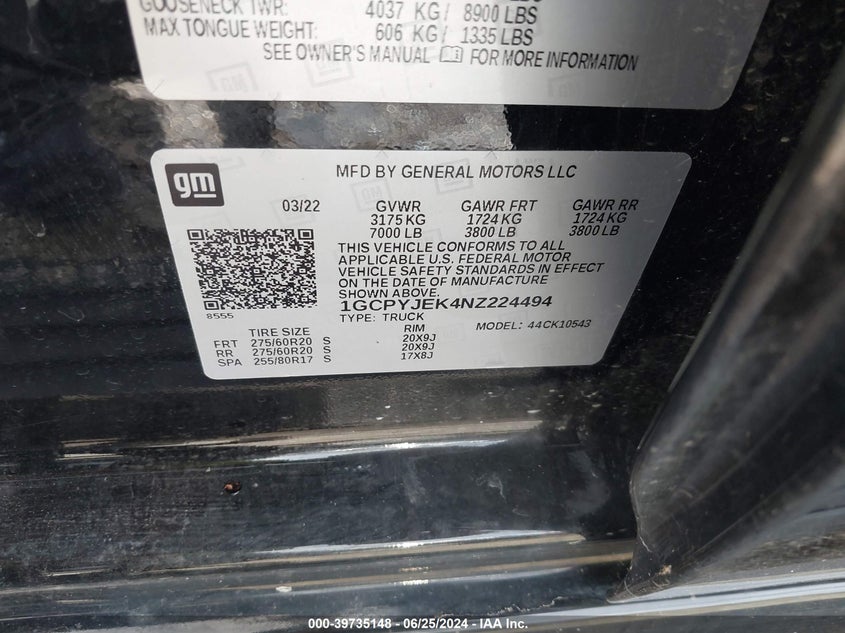 GOOSENECK TWR: 4037 KG/ 8900 LBS
MAX TONGUE WEIGHT: 606 KG/ 1335 LBS
SEE OWNER'S MANUAL FOR MORE INFORMATION
gm
MFD BY GENERAL MOTORS LLC
03/22 GVWR GAWR FRT GAWR RR
3175 KG 1724 KG 1724 KG
7000 LB 3800 LB 3800 LB
THIS VEHICLE CONFORMS TO ALL
APPLICABLE U.S. FEDERAL MOTOR
VEHICLE SAFETY STANDARDS IN EFFECT
ON THE DATE OF MANUFACTURE
SHOWN ABOVE.
8555
1GCPYJEK4NZ224494
TYPE: TRUCK MODEL: 44CK10543
TIRE SIZE RIM
FRT 275/60R20 S 20X9J
RR 275/60R20 S 20X9J
SPA 255/80R17 S 17X8J
000-39735148 - 06/25/2024 - IAA Inc.